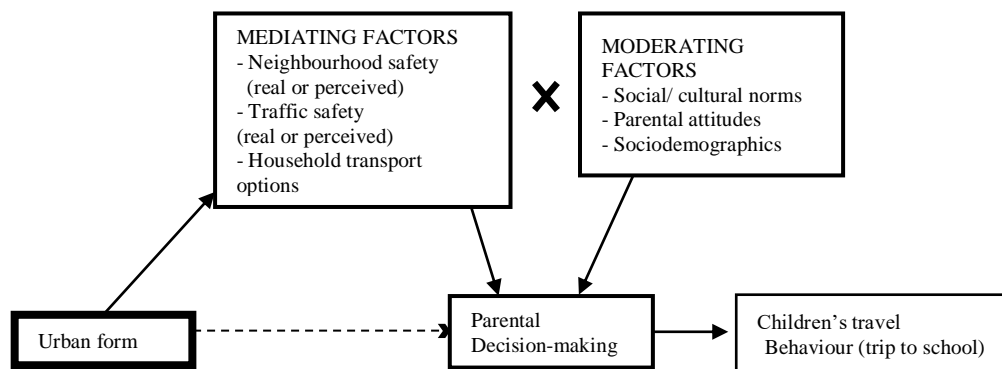 MEDIATING FACTORS
- Neighbourhood safety
(real or perceived)
- Traffic safety
(real or perceived)
- Household transport
options
MODERATING
FACTORS
- Social/ cultural norms
- Parental attitudes
- Sociodemographics
Urban form
Parental
Decision-making
Children’s travel
Behaviour (trip to school)